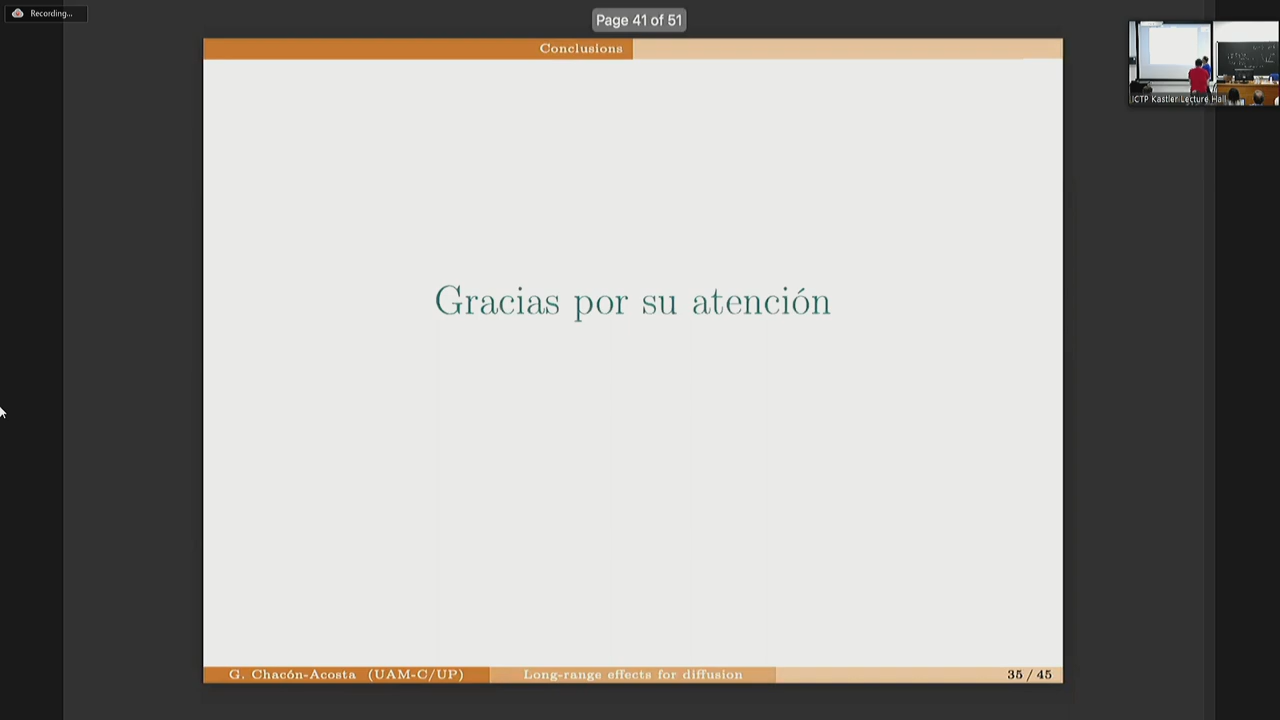 Recording...
Page 41 of 51
Conclusions
ICTP Kastler Lecture Hall
Gracias por su atención
G. Chacón-Acosta (UAM-C/UP)
Long-range effects for diffusion
35 / 45